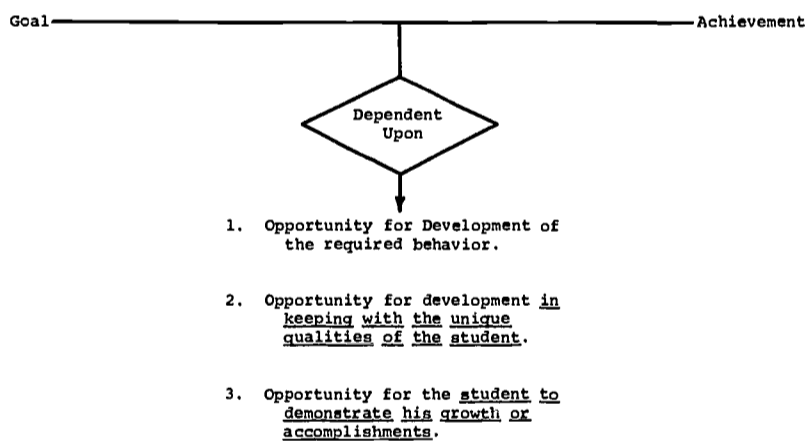 Goal Achievement
Dependent
Upon
1. Opportunity for Development of
the required behavior.
2. Opportunity for development in
keeping with the unique
qualities of the student.
3. Opportunity for the student to
demonstrate his growth or
accomplishments.